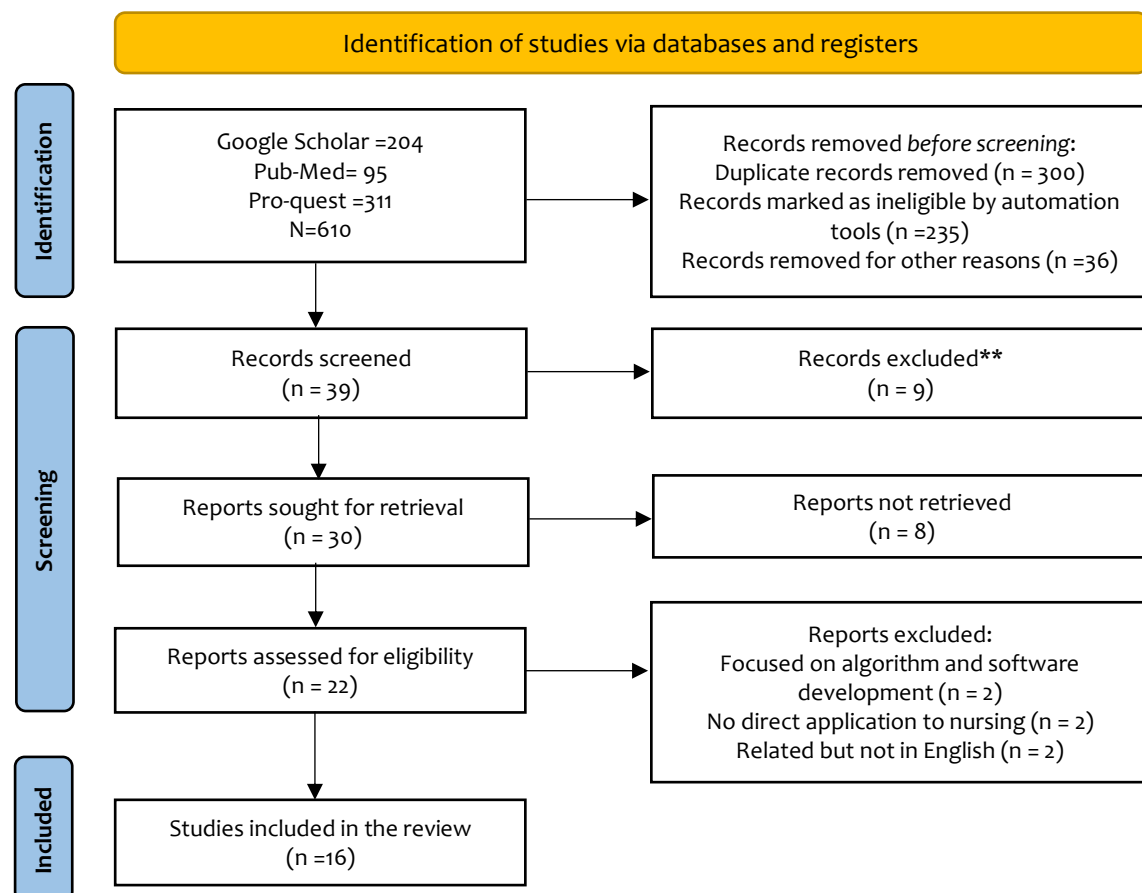 Identification of studies via databases and registers
Identification
Google Scholar =204
Pub-Med= 95
Pro-quest =311
N=610
Records removed before screening:
Duplicate records removed (n = 300)
Records marked as ineligible by automation
tools (n =235)
Records removed for other reasons (n =36)
Screening
Records screened
(n = 39)
Records excluded**
(n = 9)
Reports sought for retrieval
(n = 30)
Reports not retrieved
(n = 8)
Reports assessed for eligibility
(n = 22)
Reports excluded:
Focused on algorithm and software
development (n = 2)
No direct application to nursing (n = 2)
Related but not in English (n = 2)
Included
Studies included in the review
(n =16)